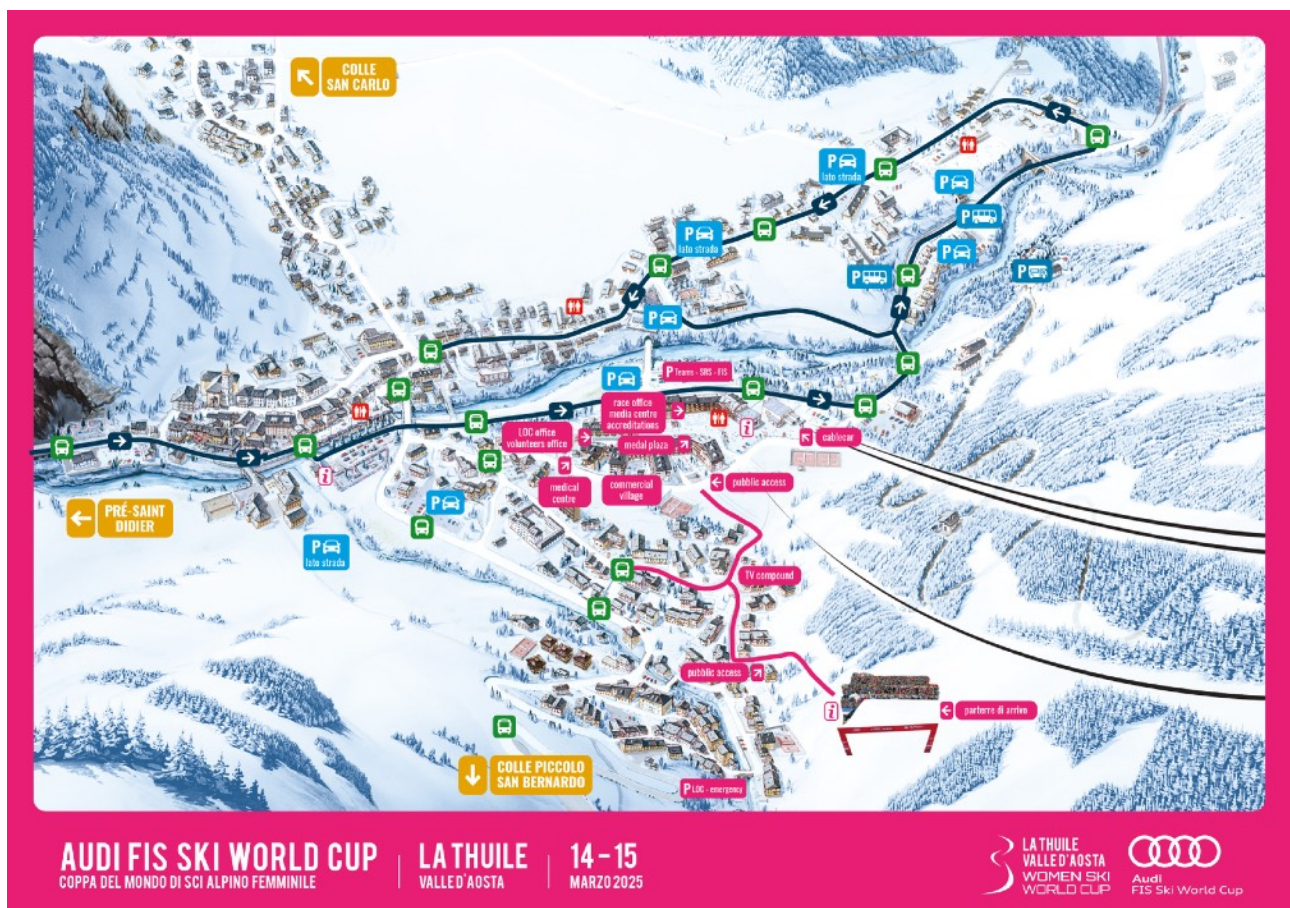 COLLE
SAN CARLO
P
lato strada
P
P
lato strada
P
P
P
P
P
P
P Teams - SRS - FIS
race office
media centre
accreditations
LOC office
volunteers office
medal plaza
i
cablecar
i
medical
centre
commercial
village
pubblic access
PRÉ-SAINT
DIDIER
P
P
lato strada
TV compound
pubblic access
i
parterre di arrivo
COLLE PICCOLO
SAN BERNARDO
P LOC - emergency
AUDI FIS SKI WORLD CUP
COPPA DEL MONDO DI SCI ALPINO FEMMINILE
LA THUILE
VALLE D'AOSTA
14-15
MARZO 2025
LA THUILE
VALLE D'AOSTA
WOMEN SKI
WORLD CUP
Audi
FIS Ski World Cup